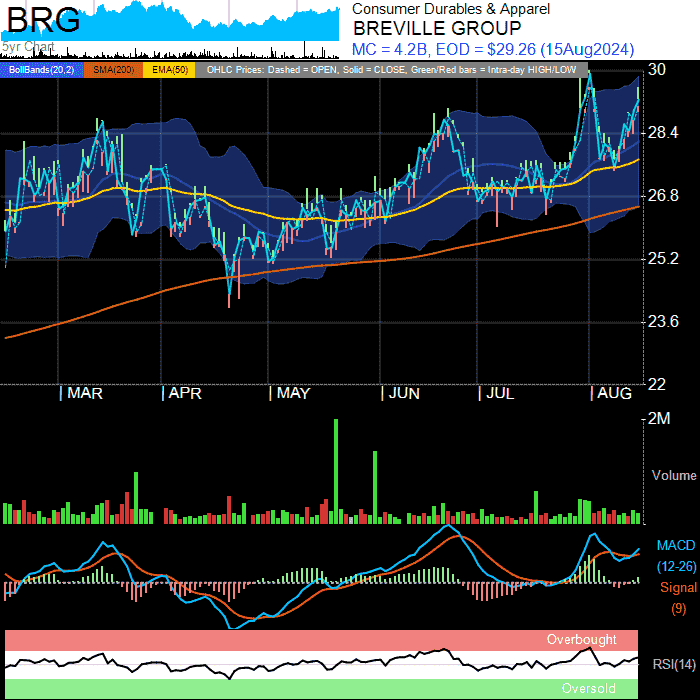 BRG
5yr Chart
Consumer Durables & Apparel
BREVILLE GROUP
MC = 4.2B, EOD = $29.26 (15Aug2024)
BollBands(20,2) SMA(200) EMA(50) OHLC Prices: Dashed = OPEN, Solid = CLOSE, Green/Red bars = Intra-day HIGH/LOW
30
28.4
26.8
25.2
23.6
22
| MAR | APR | MAY | JUN | JUL | AUG
2M
Volume
MACD
(12-26)
Signal
(9)
Overbought
RSI(14)
Oversold